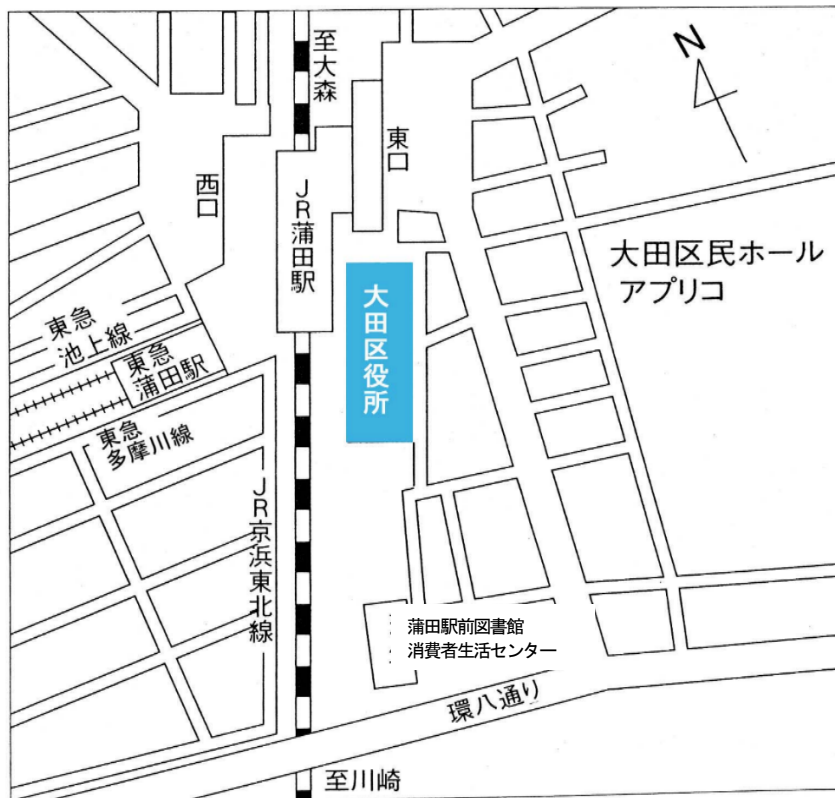 至大森
N
東口
西口
JR蒲田駅
大田区民ホール
アプリコ
大田区役所
東急
池上線
東急
蒲田駅
東急
多摩川線
JR京浜東北線
蒲田駅前図書館
消費者生活センター
環八通り
至川崎